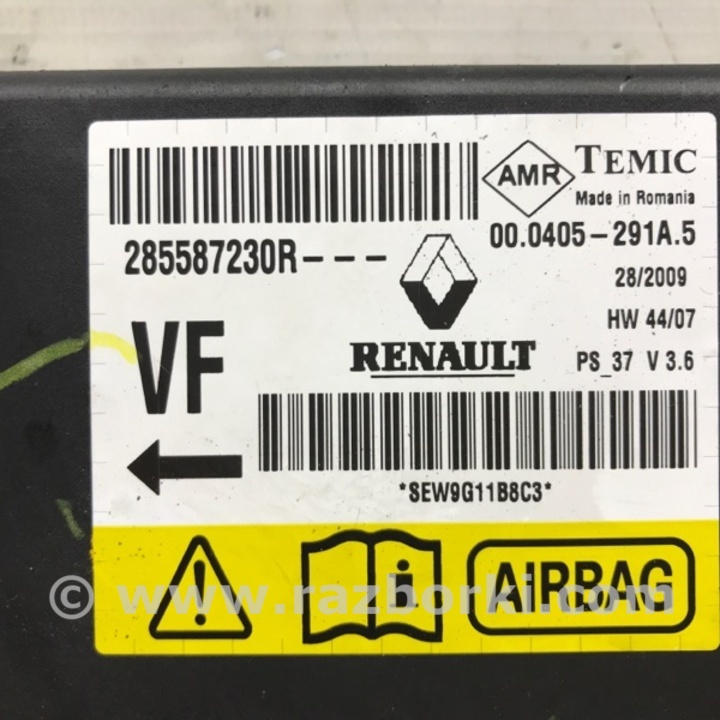 AMR TEMIC
Made in Romania
285587230R---
00.0405-291A.5
28/2009
HW 44/07
VF
RENAULT
PS_37 V 3.6
*SEW9G11B8C3*
i
AIRBAG
© www.razborki.com